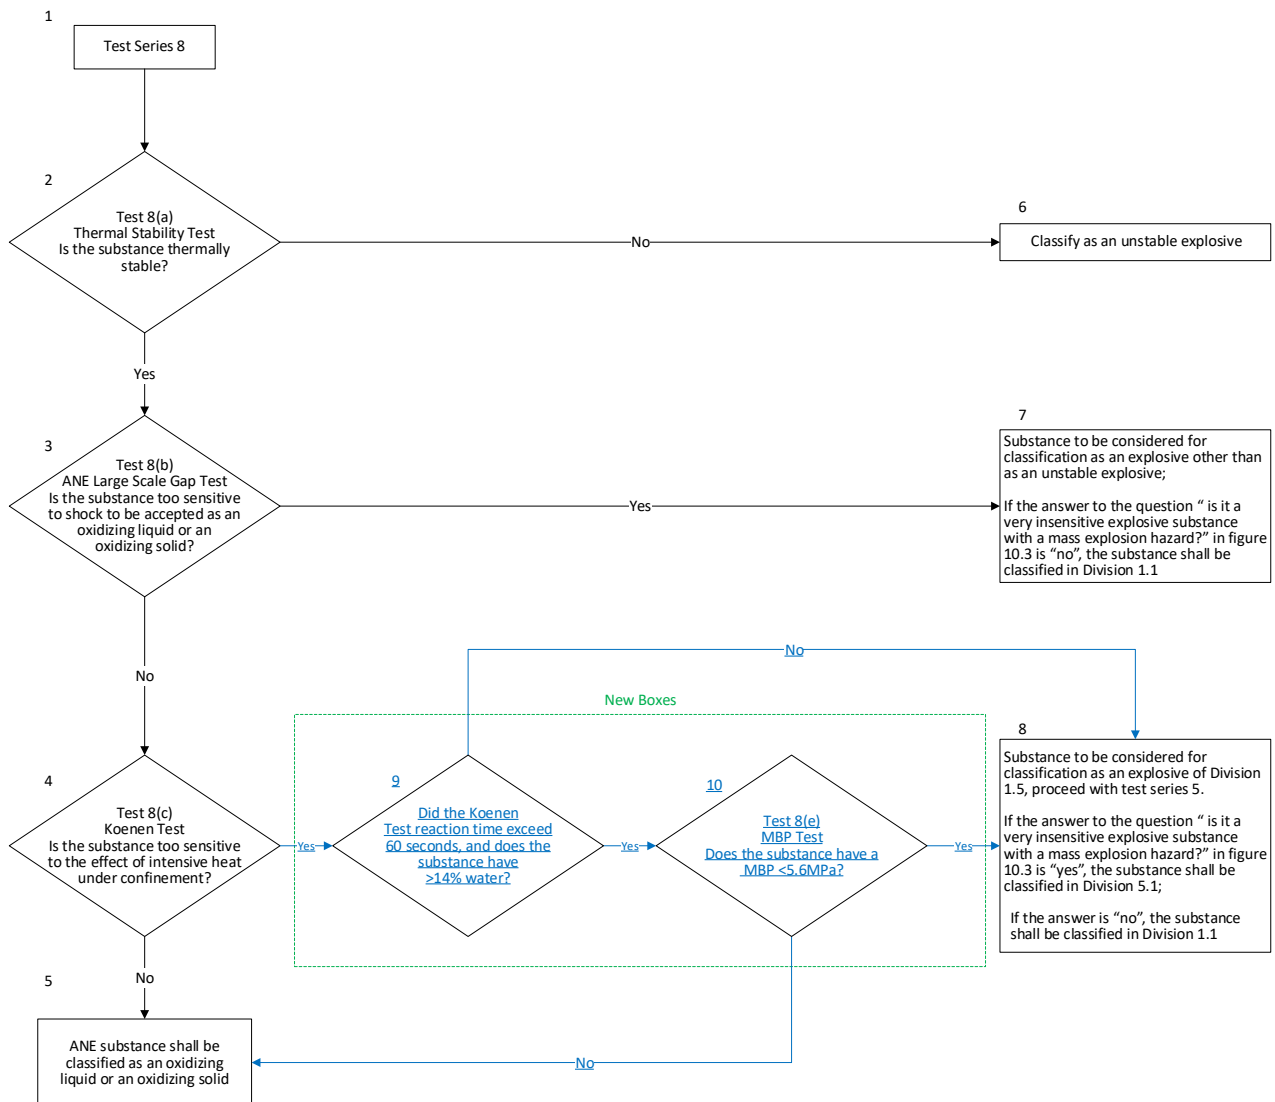 1
Test Series 8
2
Test 8(a)
Thermal Stability Test
Is the substance thermally
stable?
No
6
Classify as an unstable explosive
Yes
3
Test 8(b)
ANE Large Scale Gap Test
Is the substance too sensitive
to shock to be accepted as an
oxidizing liquid or an
oxidizing solid?
Yes
7
Substance to be considered for
classification as an explosive other than
as an unstable explosive;
If the answer to the question “ is it a
very insensitive explosive substance
with a mass explosion hazard?” in figure
10.3 is “no”, the substance shall be
classified in Division 1.1
No
No
New Boxes
4
Test 8(c)
Koenen Test
Is the substance too sensitive
to the effect of intensive heat
under confinement?
Yes
9
Did the Koenen
Test reaction time exceed
60 seconds, and does the
substance have
>14% water?
Yes
10
Test 8(e)
MBP Test
Does the substance have a
MBP <5.6MPa?
Yes
8
Substance to be considered for
classification as an explosive of Division
1.5, proceed with test series 5.
If the answer to the question “ is it a
very insensitive explosive substance
with a mass explosion hazard?” in figure
10.3 is “yes”, the substance shall be
classified in Division 5.1;
If the answer is “no”, the substance
shall be classified in Division 1.1
No
5
ANE substance shall be
classified as an oxidizing
liquid or an oxidizing solid
No